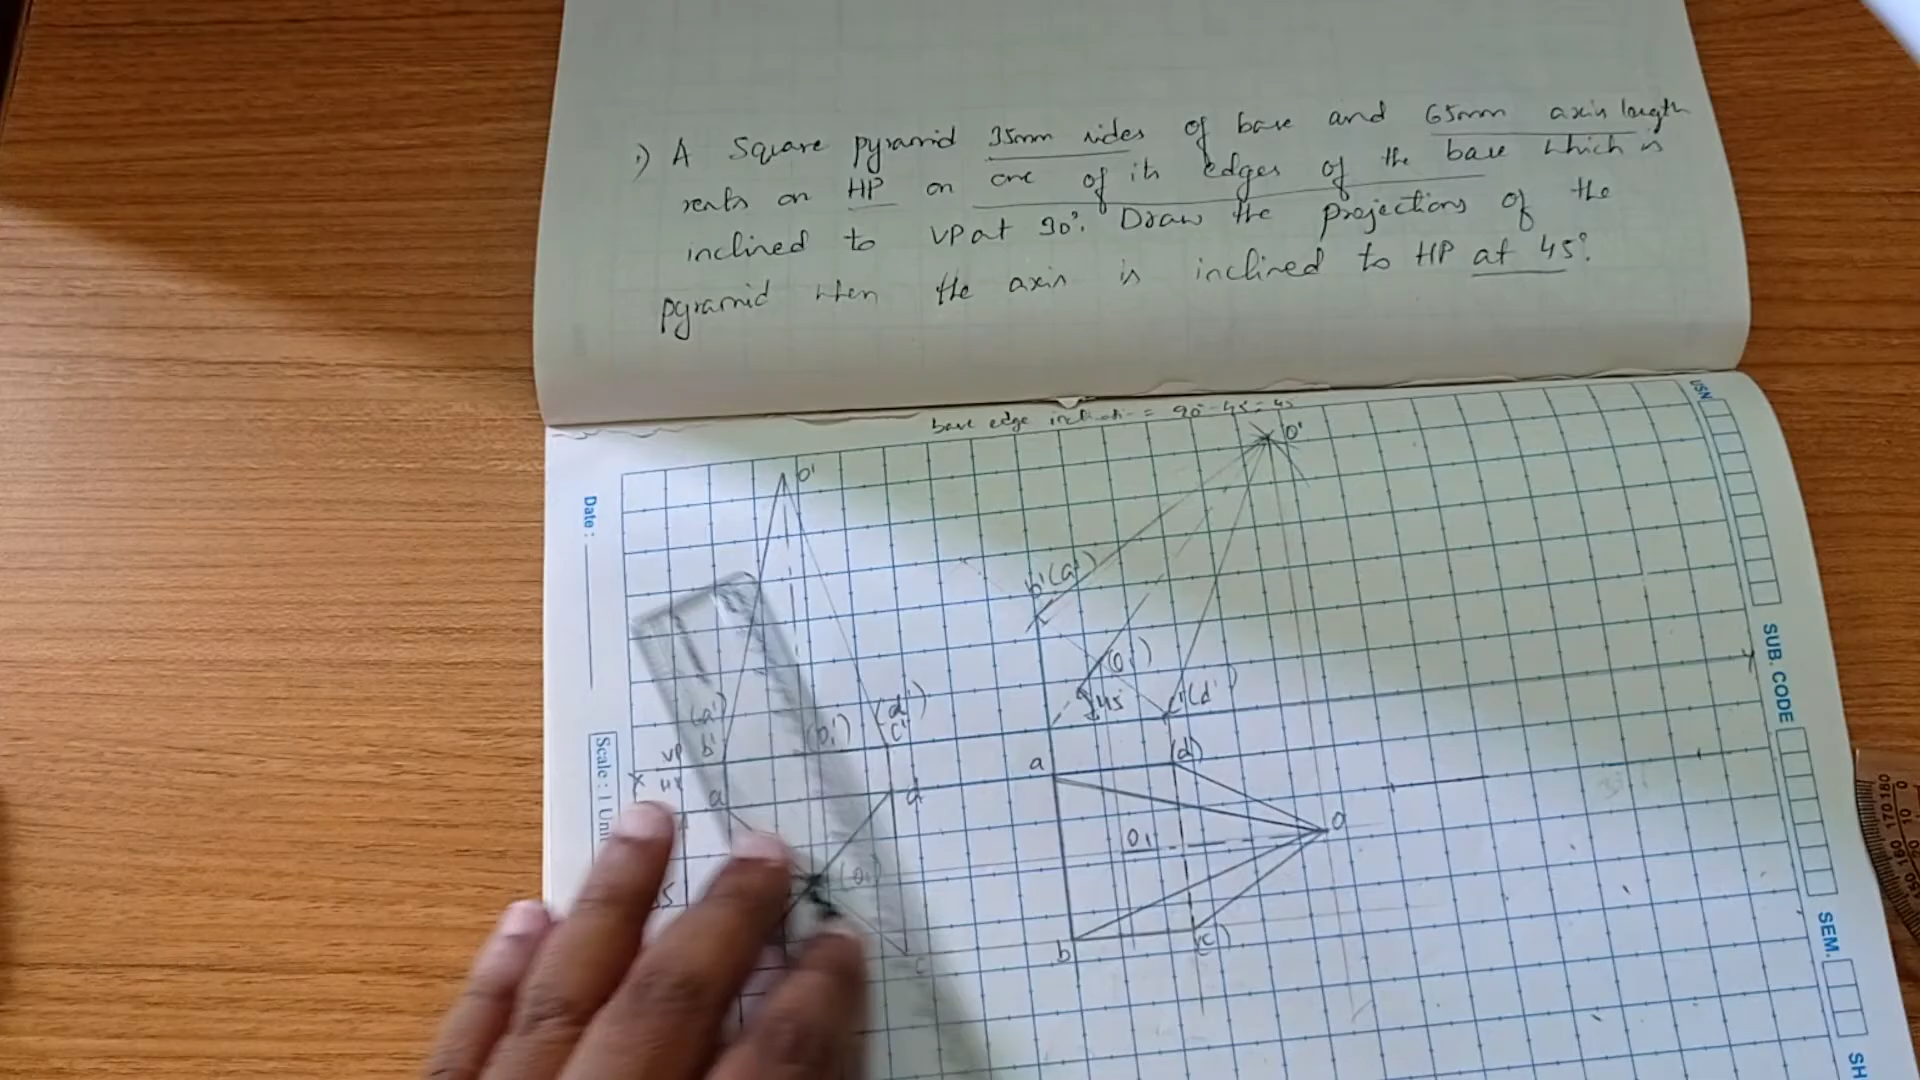 1) A Square pyramid 35mm sides of base and 65mm axis length
rests on HP on one of its edges of the base which is
inclined to VP at 90°. Draw the projections of the
pyramid when the axis is inclined to HP at 45°.
base edge inclination = 90-45=45
USN
O'
O'
Date :
b'(a')
(o1')
45
c'(d')
SUB. CODE
(a')
b'
(o1')
(d')
c'
VP
X
Scale : 1 Uni
a
d
a
(d)
o1
o
(o1)
c
b
(c)
SEM.